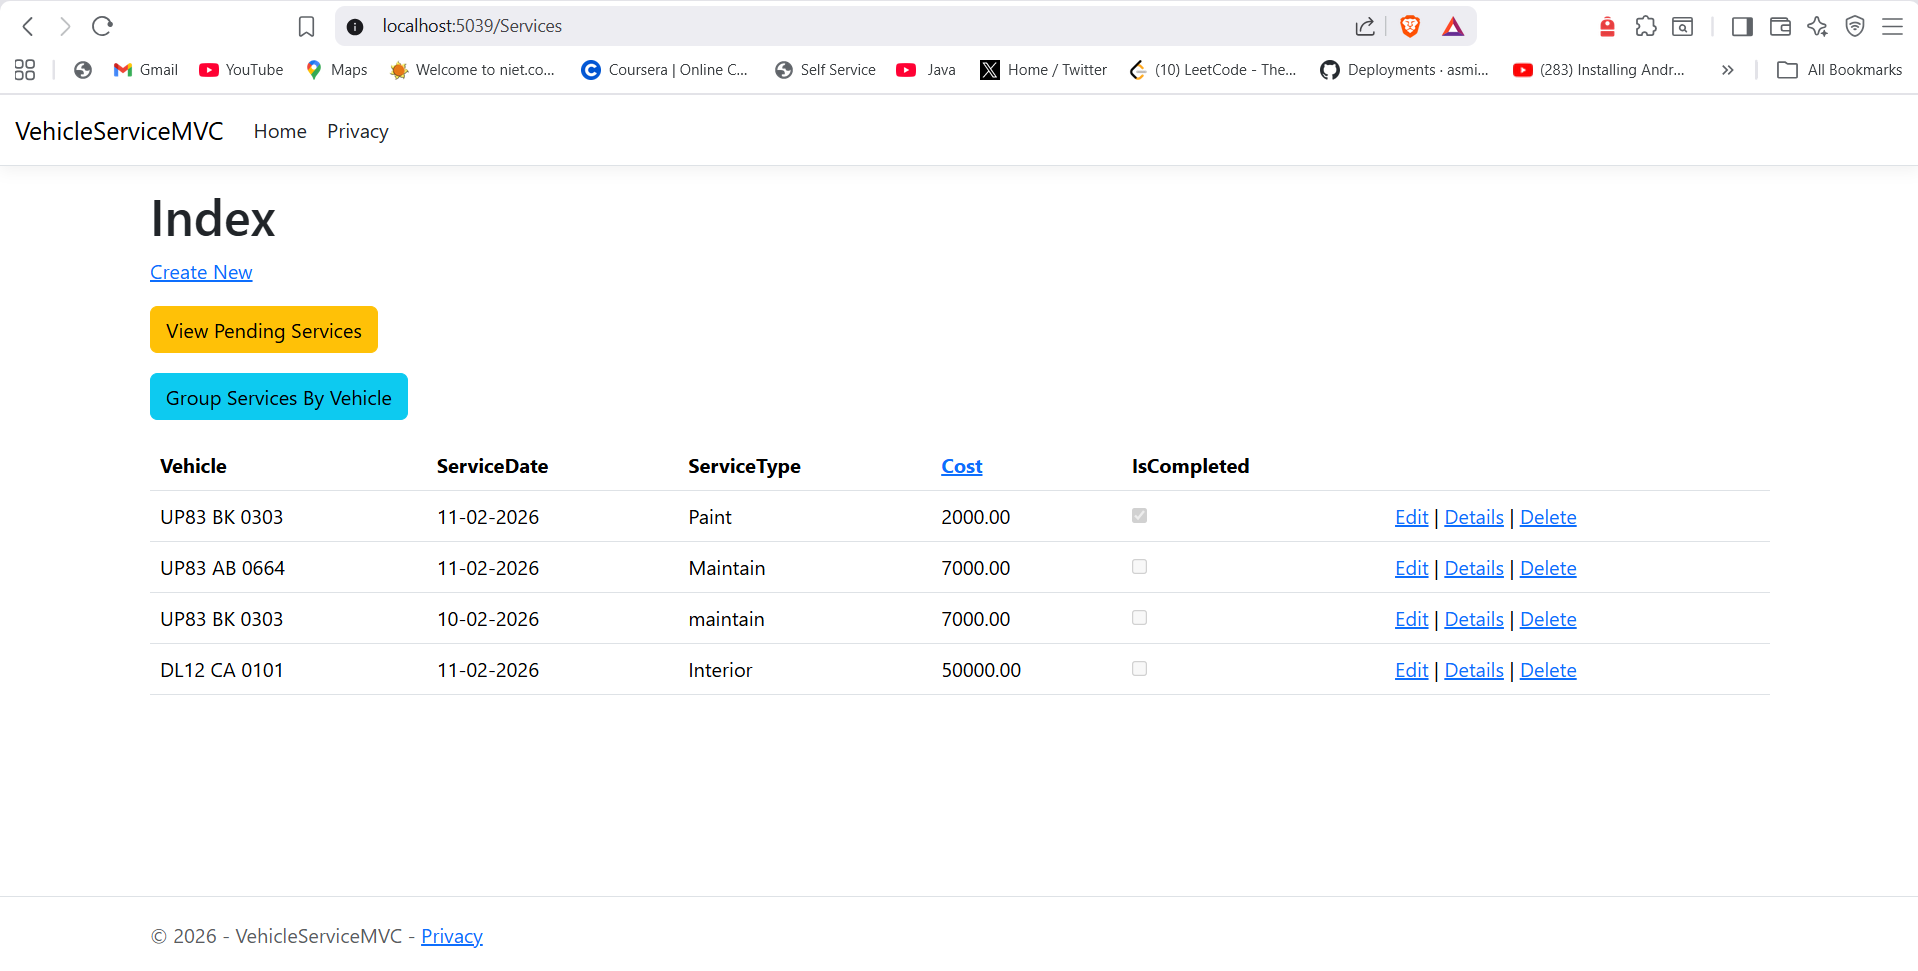 localhost:5039/Services
Gmail YouTube Maps Welcome to niet.co... Coursera | Online C... Self Service Java Home / Twitter (10) LeetCode - The... Deployments · asmi... (283) Installing Andr... » All Bookmarks
VehicleServiceMVC Home Privacy
Index
Create New
View Pending Services
Group Services By Vehicle
Vehicle ServiceDate ServiceType Cost IsCompleted
UP83 BK 0303 11-02-2026 Paint 2000.00 Edit | Details | Delete
UP83 AB 0664 11-02-2026 Maintain 7000.00 Edit | Details | Delete
UP83 BK 0303 10-02-2026 maintain 7000.00 Edit | Details | Delete
DL12 CA 0101 11-02-2026 Interior 50000.00 Edit | Details | Delete
© 2026 - VehicleServiceMVC - Privacy